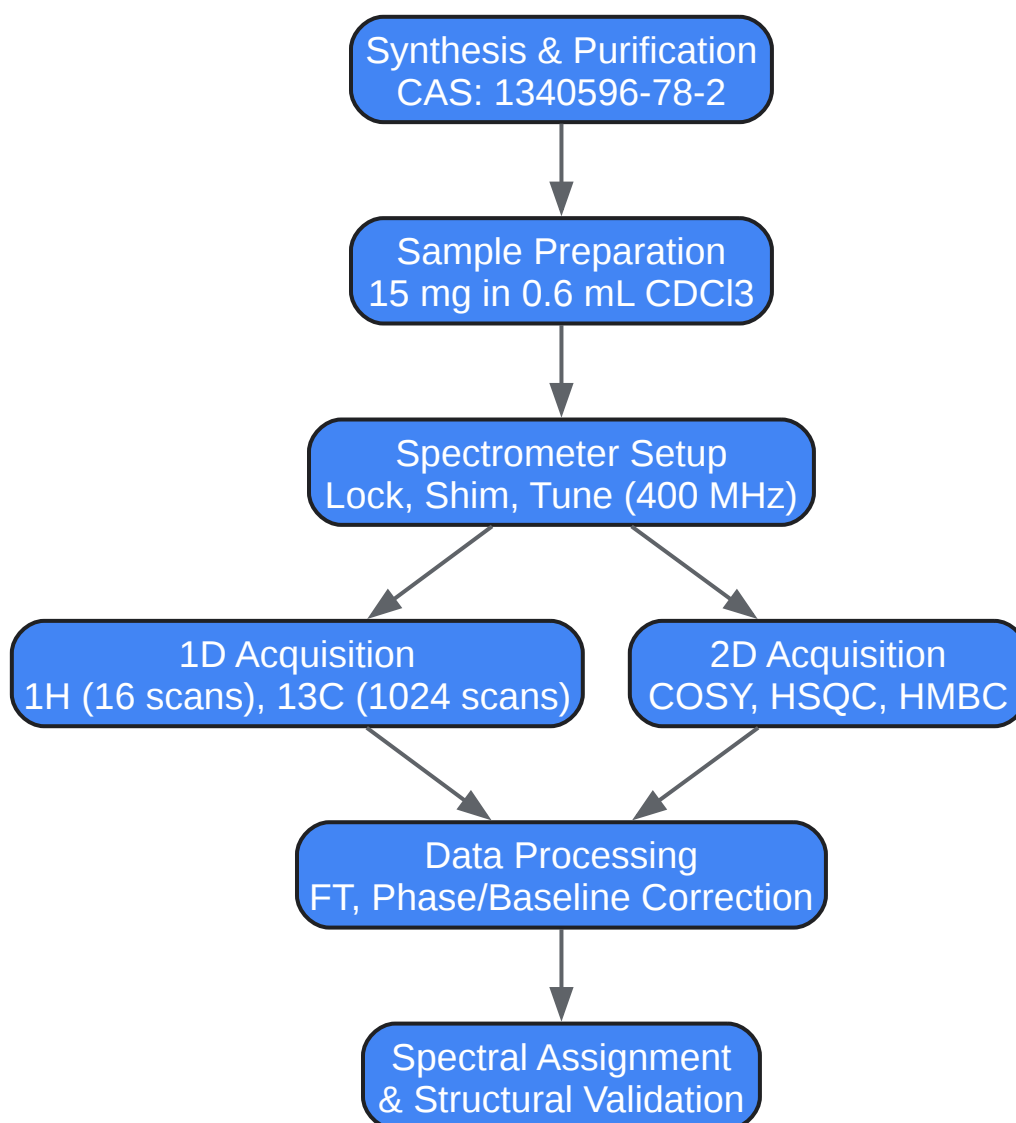 Synthesis & Purification
CAS: 1340596-78-2
Sample Preparation
15 mg in 0.6 mL CDCl3
Spectrometer Setup
Lock, Shim, Tune (400 MHz)
1D Acquisition
1H (16 scans), 13C (1024 scans)
2D Acquisition
COSY, HSQC, HMBC
Data Processing
FT, Phase/Baseline Correction
Spectral Assignment
& Structural Validation